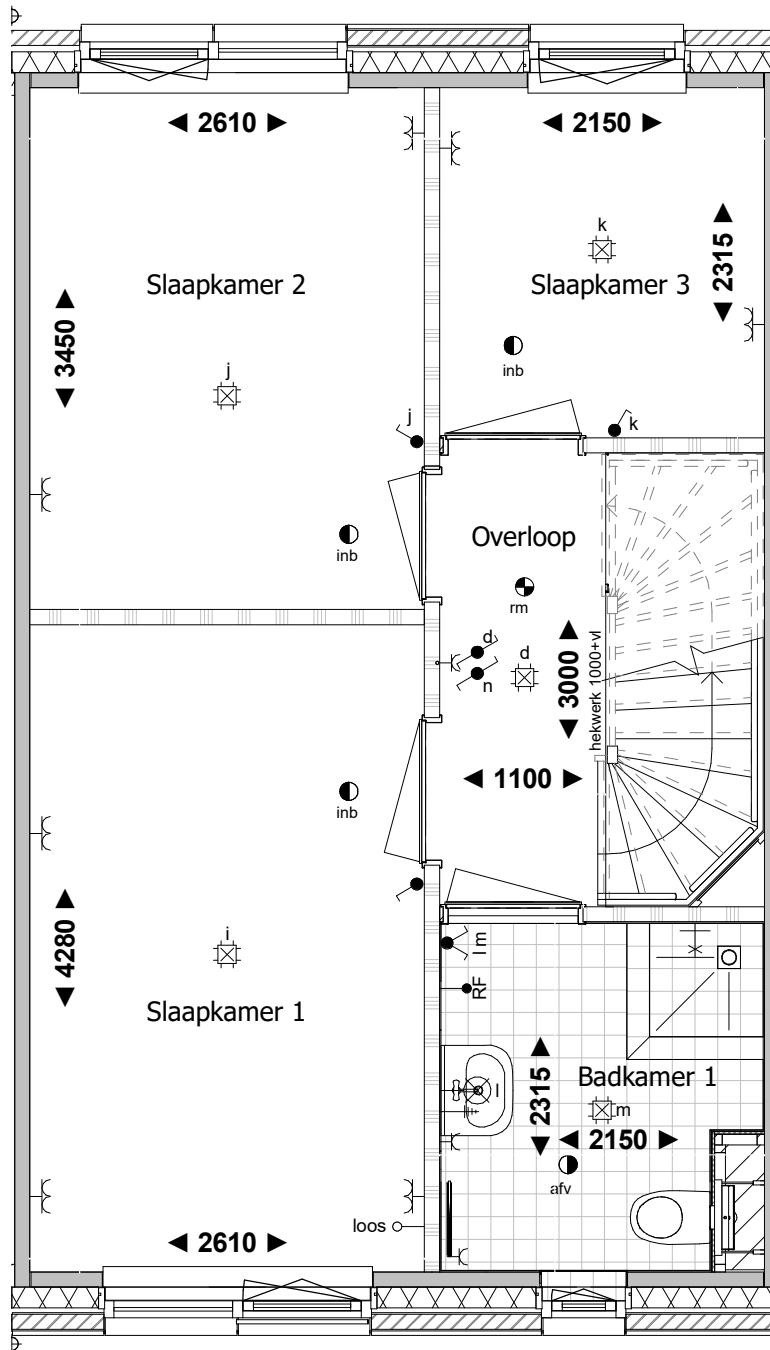 2610
2150
k
2315
Slaapkamer 2
Slaapkamer 3
3450
inb
j
j
k
Overloop
inb
rm
d
d
n
3000
hekwerk 1000+vl
1100
inb
4280
i
l m
RF
Slaapkamer 1
2315
Badkamer 1
l
m
2150
afv
loos
2610